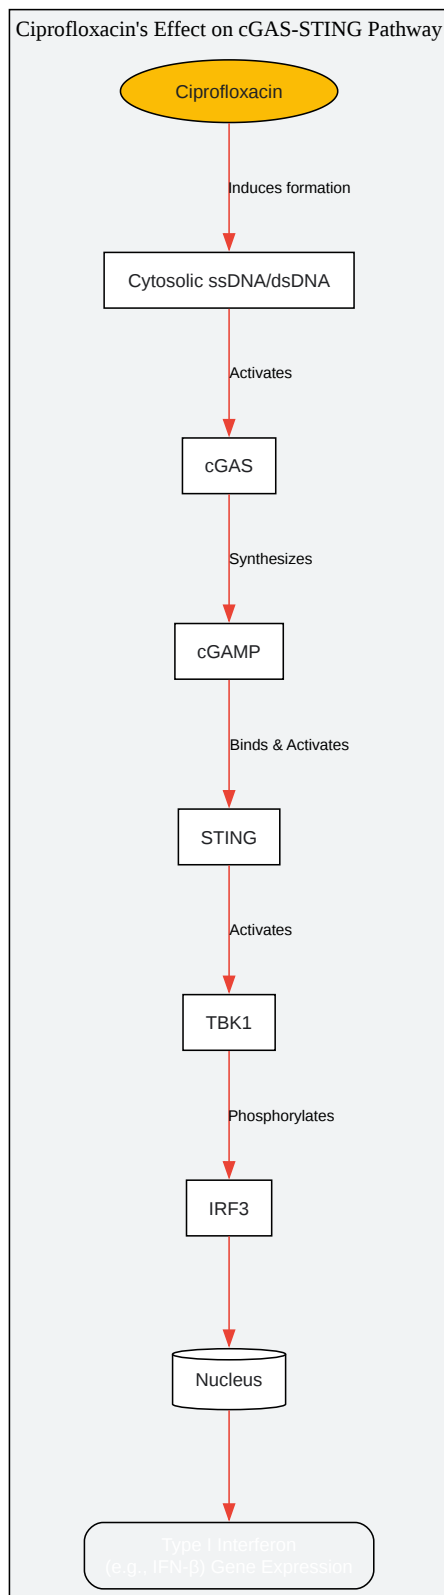 Ciprofloxacin's Effect on cGAS-STING Pathway
Ciprofloxacin
Induces formation
Cytosolic ssDNA/dsDNA
Activates
cGAS
Synthesizes
cGAMP
Binds & Activates
STING
Activates
TBK1
Phosphorylates
IRF3
Nucleus
Type I Interferon
(e.g., IFN-β) Gene Expression